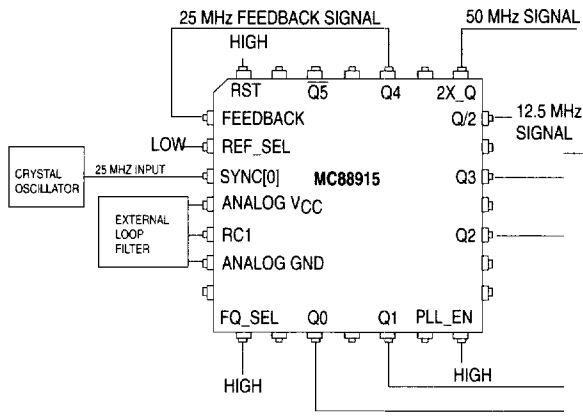 25 MHz FEEDBACK SIGNAL
50 MHz SIGNAL
HIGH
RST
Q5
Q4
2X_Q
FEEDBACK
Q/2
12.5 MHz
SIGNAL
LOW
REF_SEL
CRYSTAL
OSCILLATOR
25 MHZ INPUT
SYNC[0]
MC88915
Q3
ANALOG VCC
EXTERNAL
LOOP
FILTER
RC1
Q2
ANALOG GND
FQ_SEL
Q0
Q1
PLL_EN
HIGH
HIGH